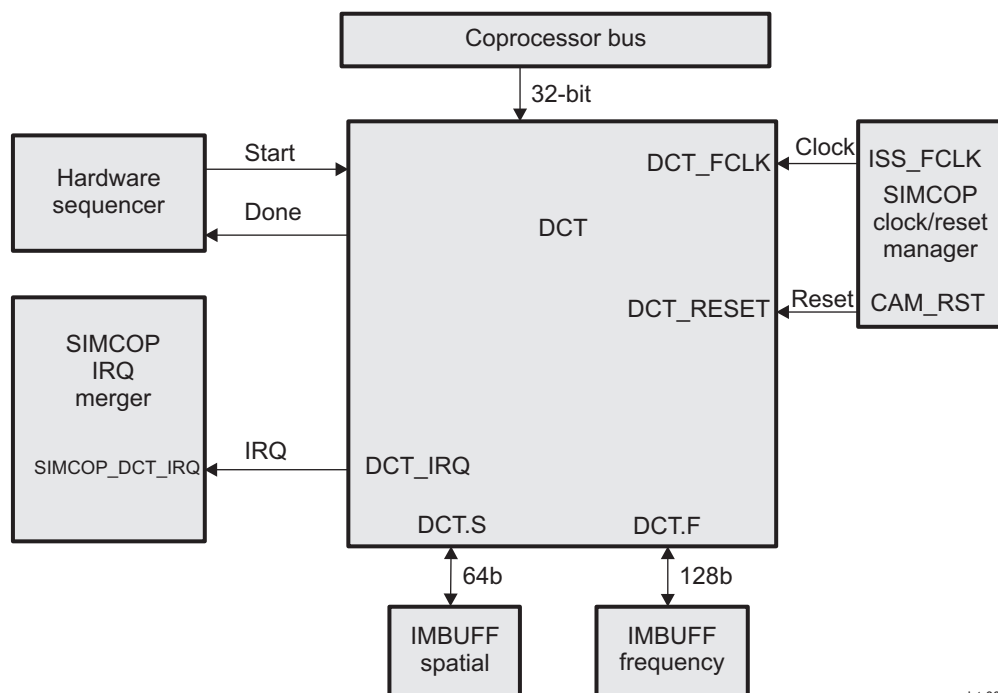 Coprocessor bus
32-bit
Hardware
sequencer
Start
Done
DCT_FCLK
Clock
ISS_FCLK
SIMCOP
clock/reset
manager
DCT
DCT_RESET
Reset
CAM_RST
SIMCOP
IRQ
merger
SIMCOP_DCT_IRQ
IRQ
DCT_IRQ
DCT.S
DCT.F
64b
128b
IMBUFF
spatial
IMBUFF
frequency